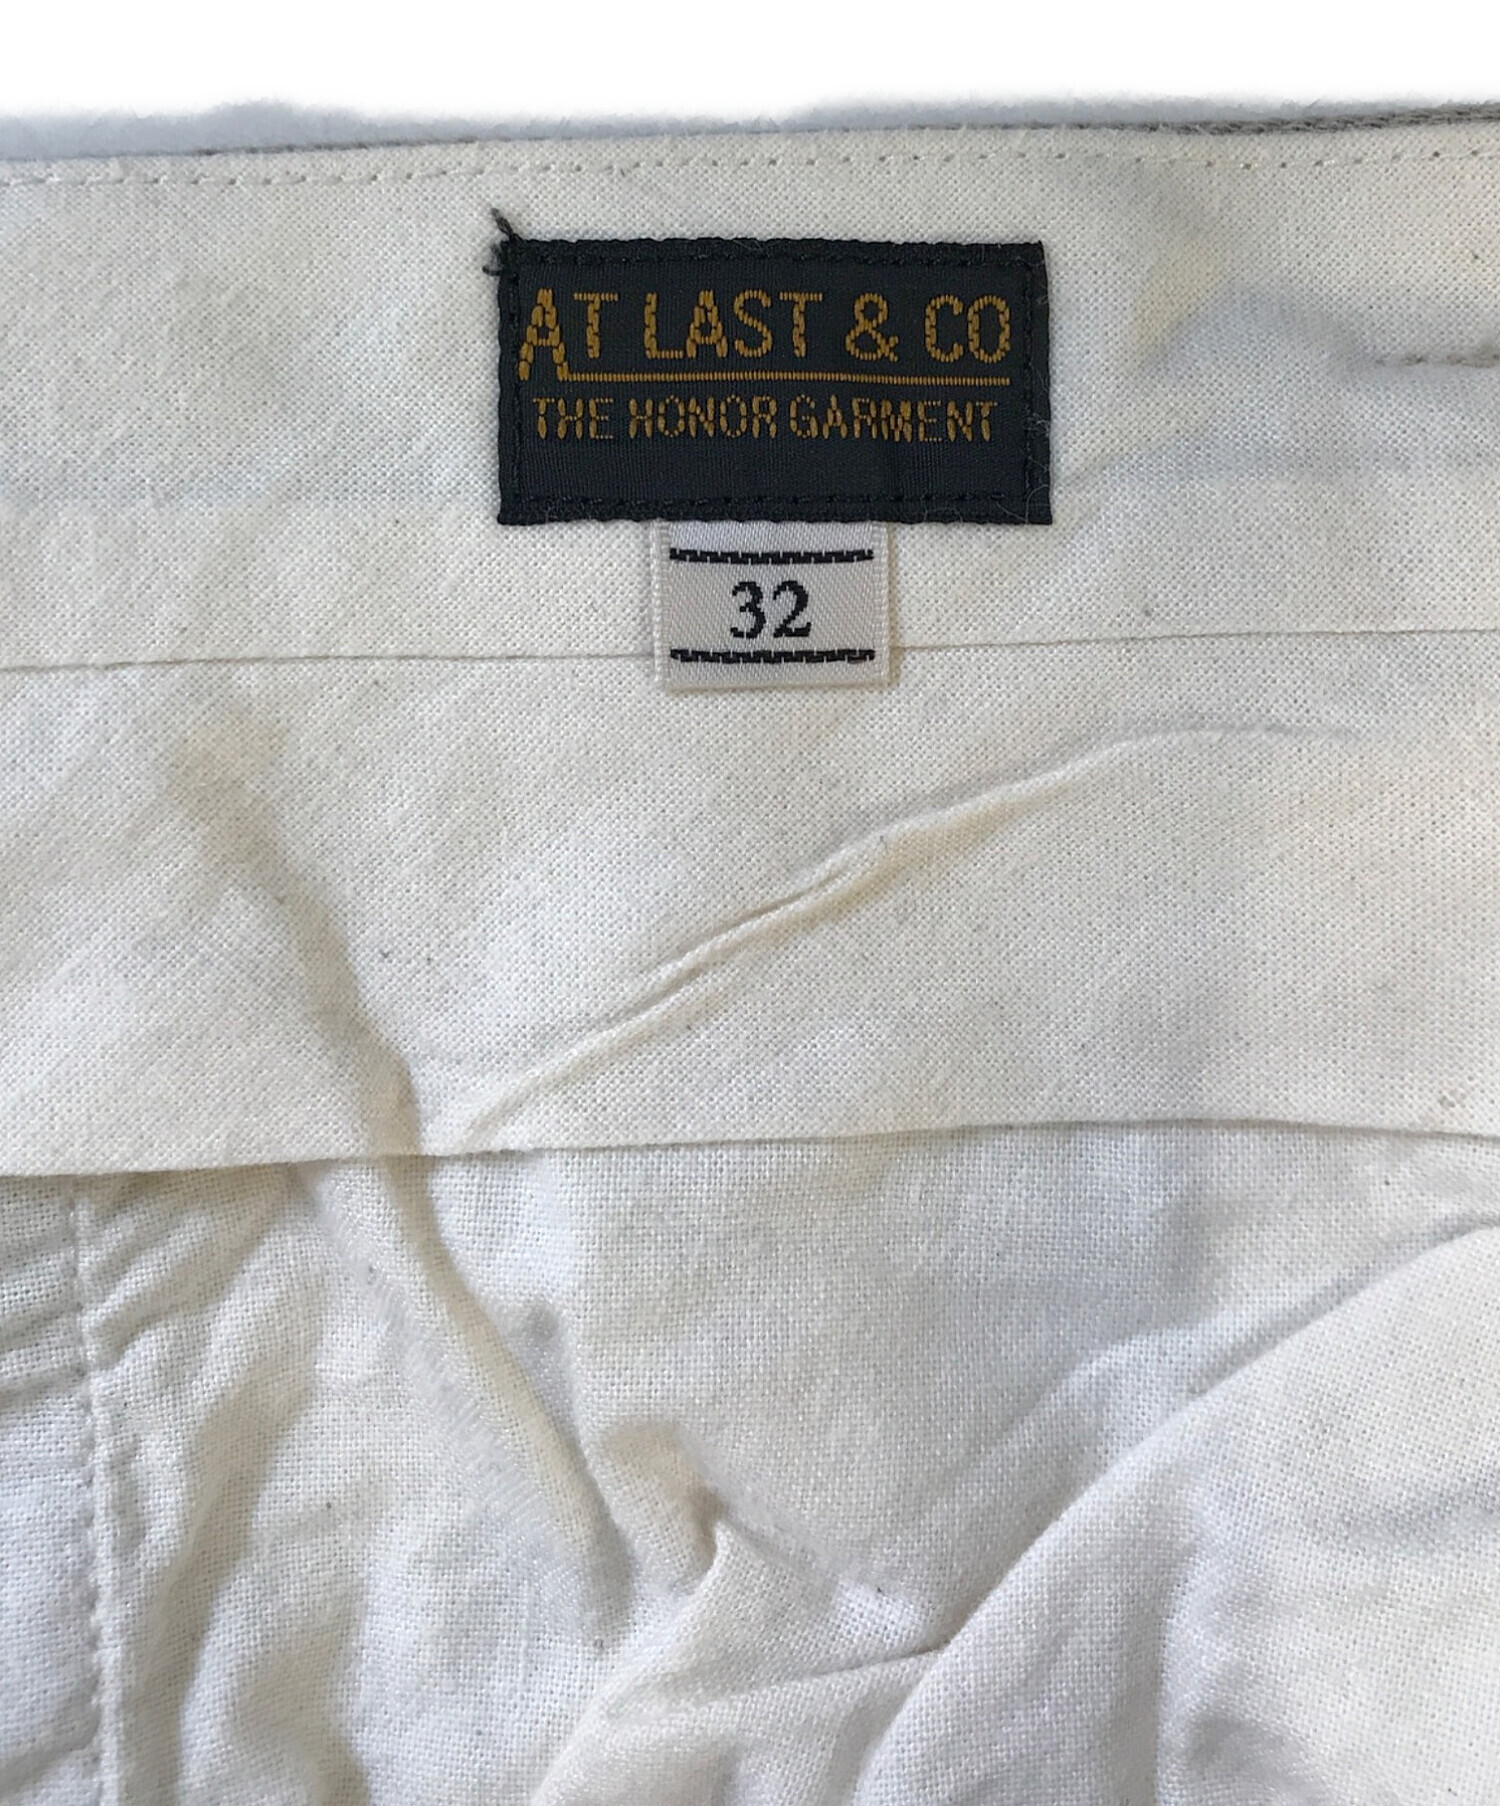 AT LAST & CO
THE HONOR GARMENT
32